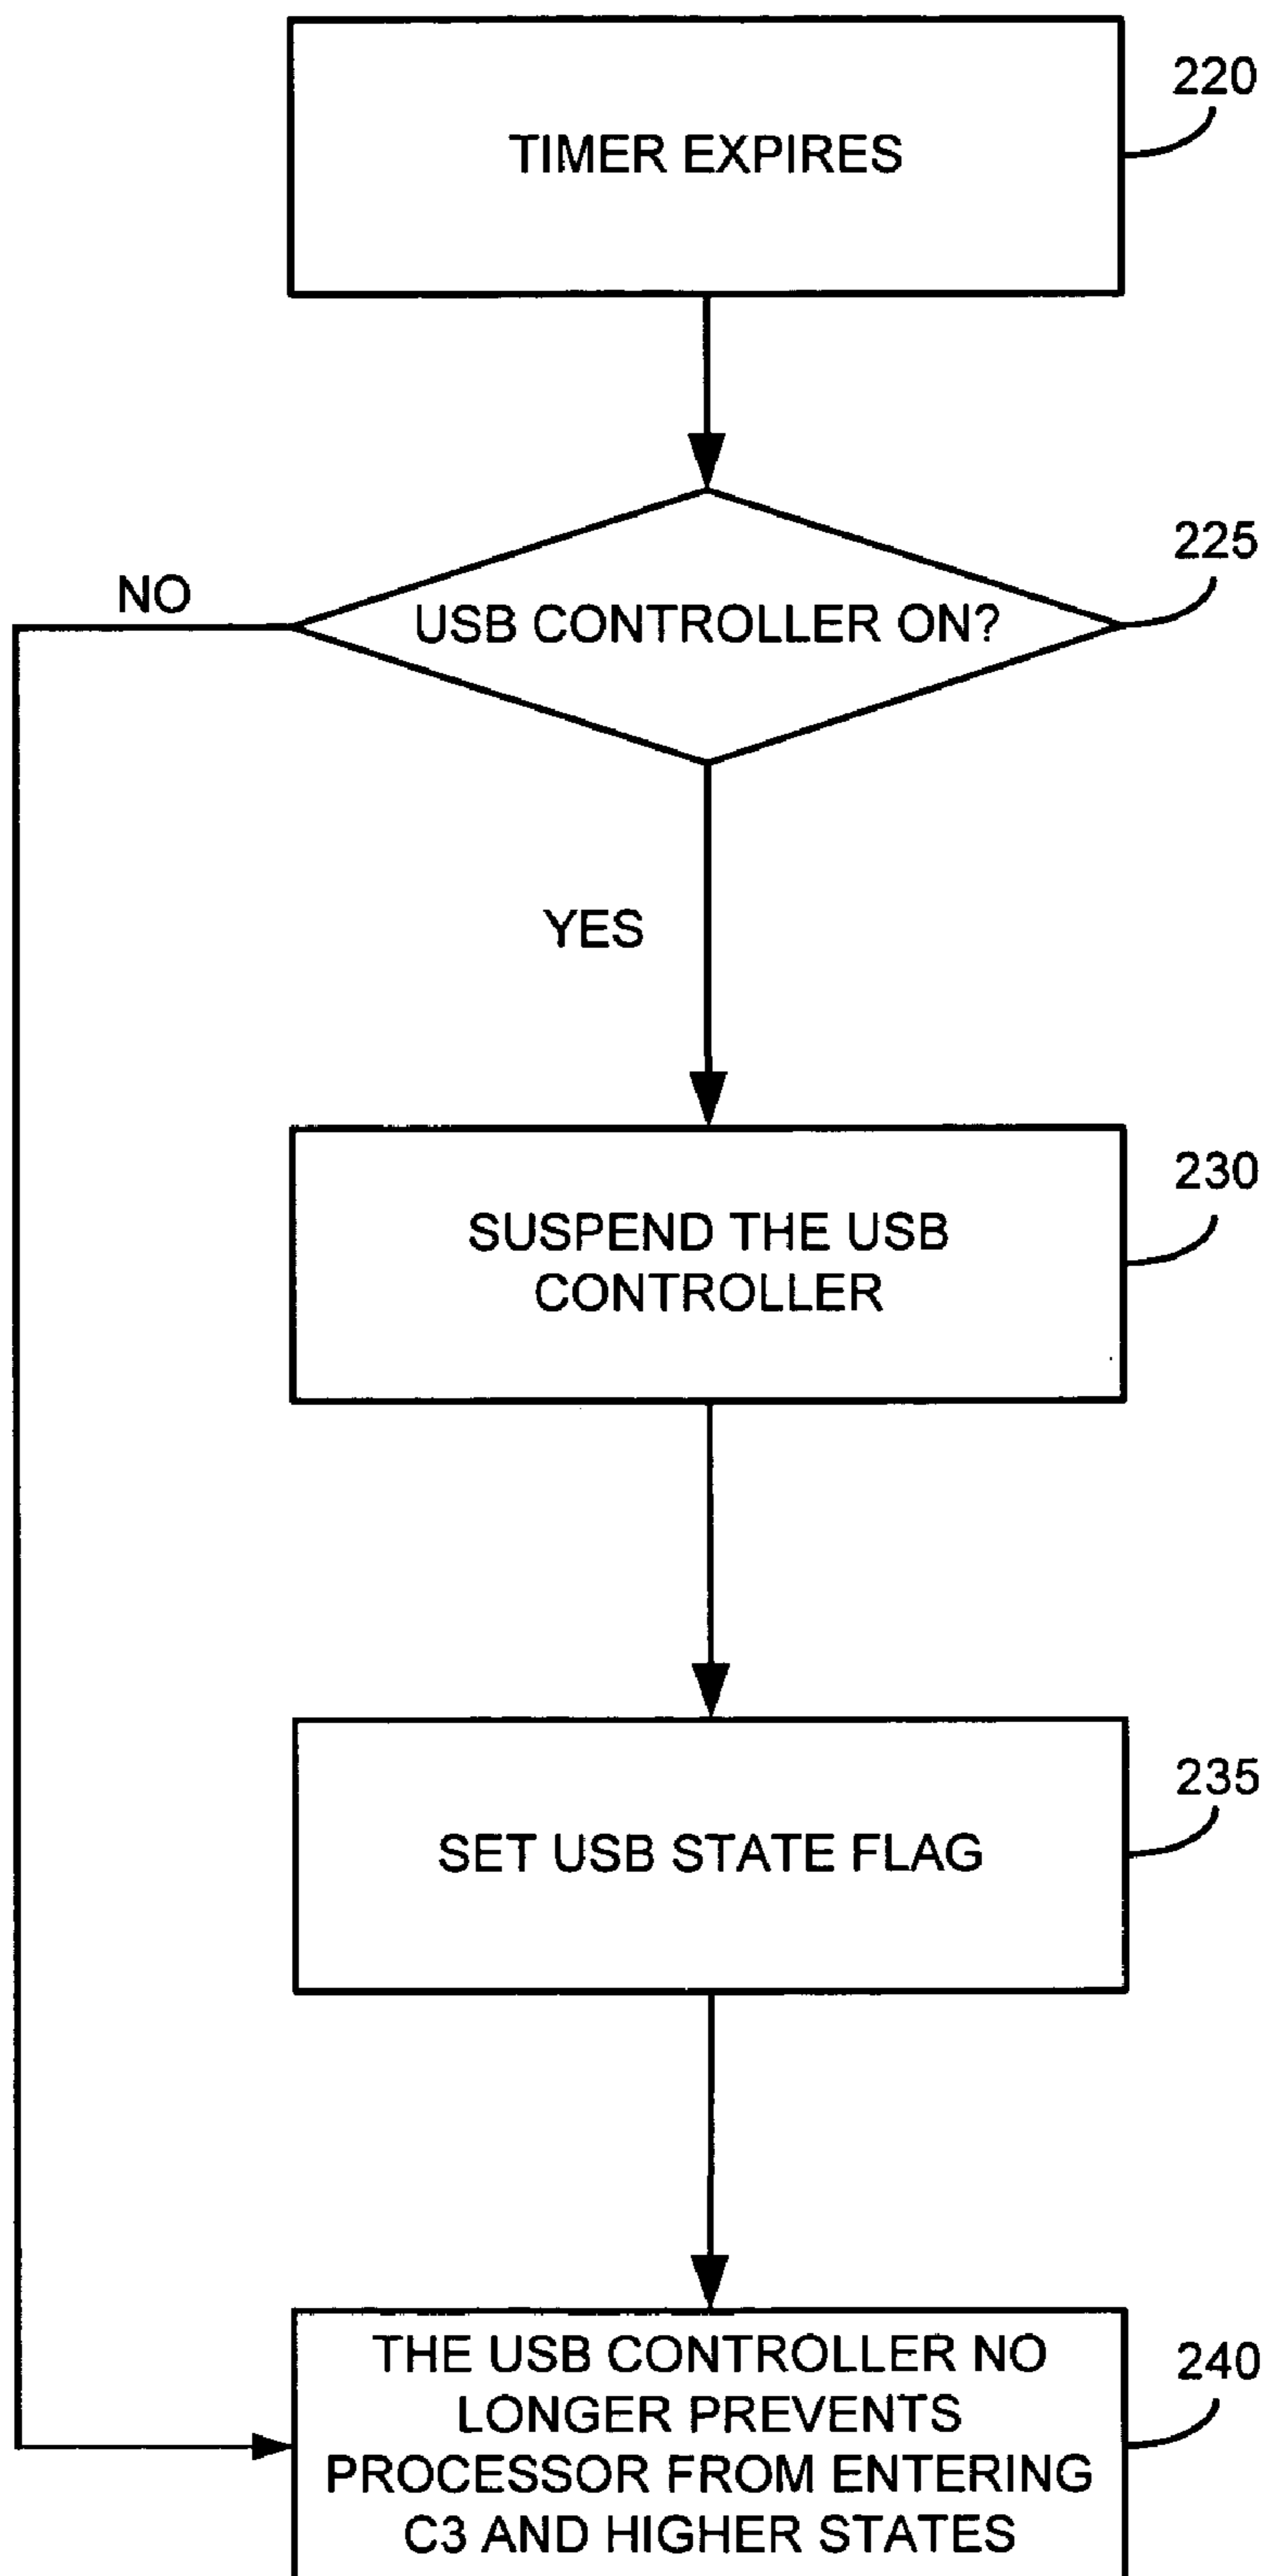 220
TIMER EXPIRES
225
NO
USB CONTROLLER ON?
YES
230
SUSPEND THE USB
CONTROLLER
235
SET USB STATE FLAG
240
THE USB CONTROLLER NO
LONGER PREVENTS
PROCESSOR FROM ENTERING
C3 AND HIGHER STATES